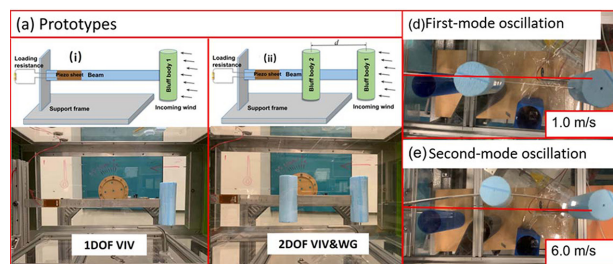 (a) Prototypes
(i)
Loading
resistance
Piezo sheet
Beam
Bluff body 1
Support frame
Incoming wind
1DOF VIV
(ii)
d
Loading
resistance
Piezo sheet
Beam
Bluff body 2
Bluff body 1
Support frame
Incoming wind
2DOF VIV&WG
(d)First-mode oscillation
1.0 m/s
(e)Second-mode oscillation
6.0 m/s